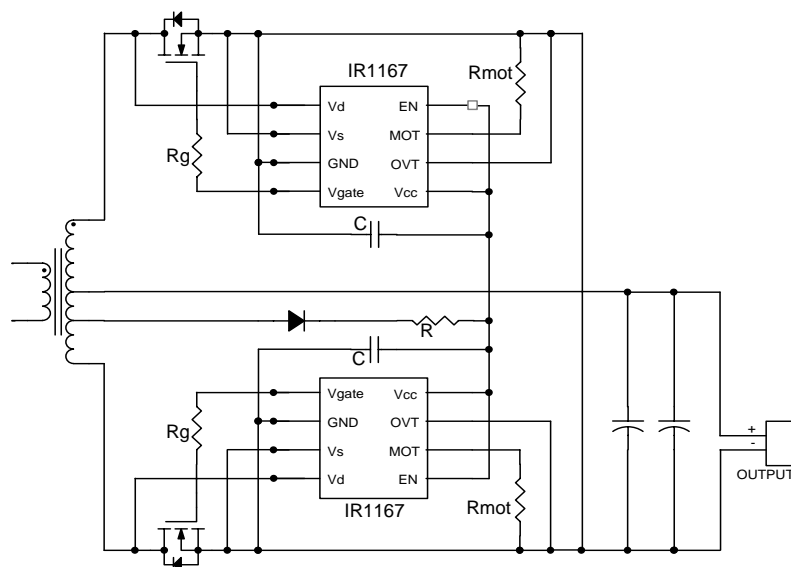 IR1167
Rmot
Vd
EN
Vs
MOT
Rg
GND
OVT
Vgate
Vcc
C
R
C
Vgate
Vcc
Rg
GND
OVT
+
-
Vs
MOT
OUTPUT
Vd
EN
Rmot
IR1167